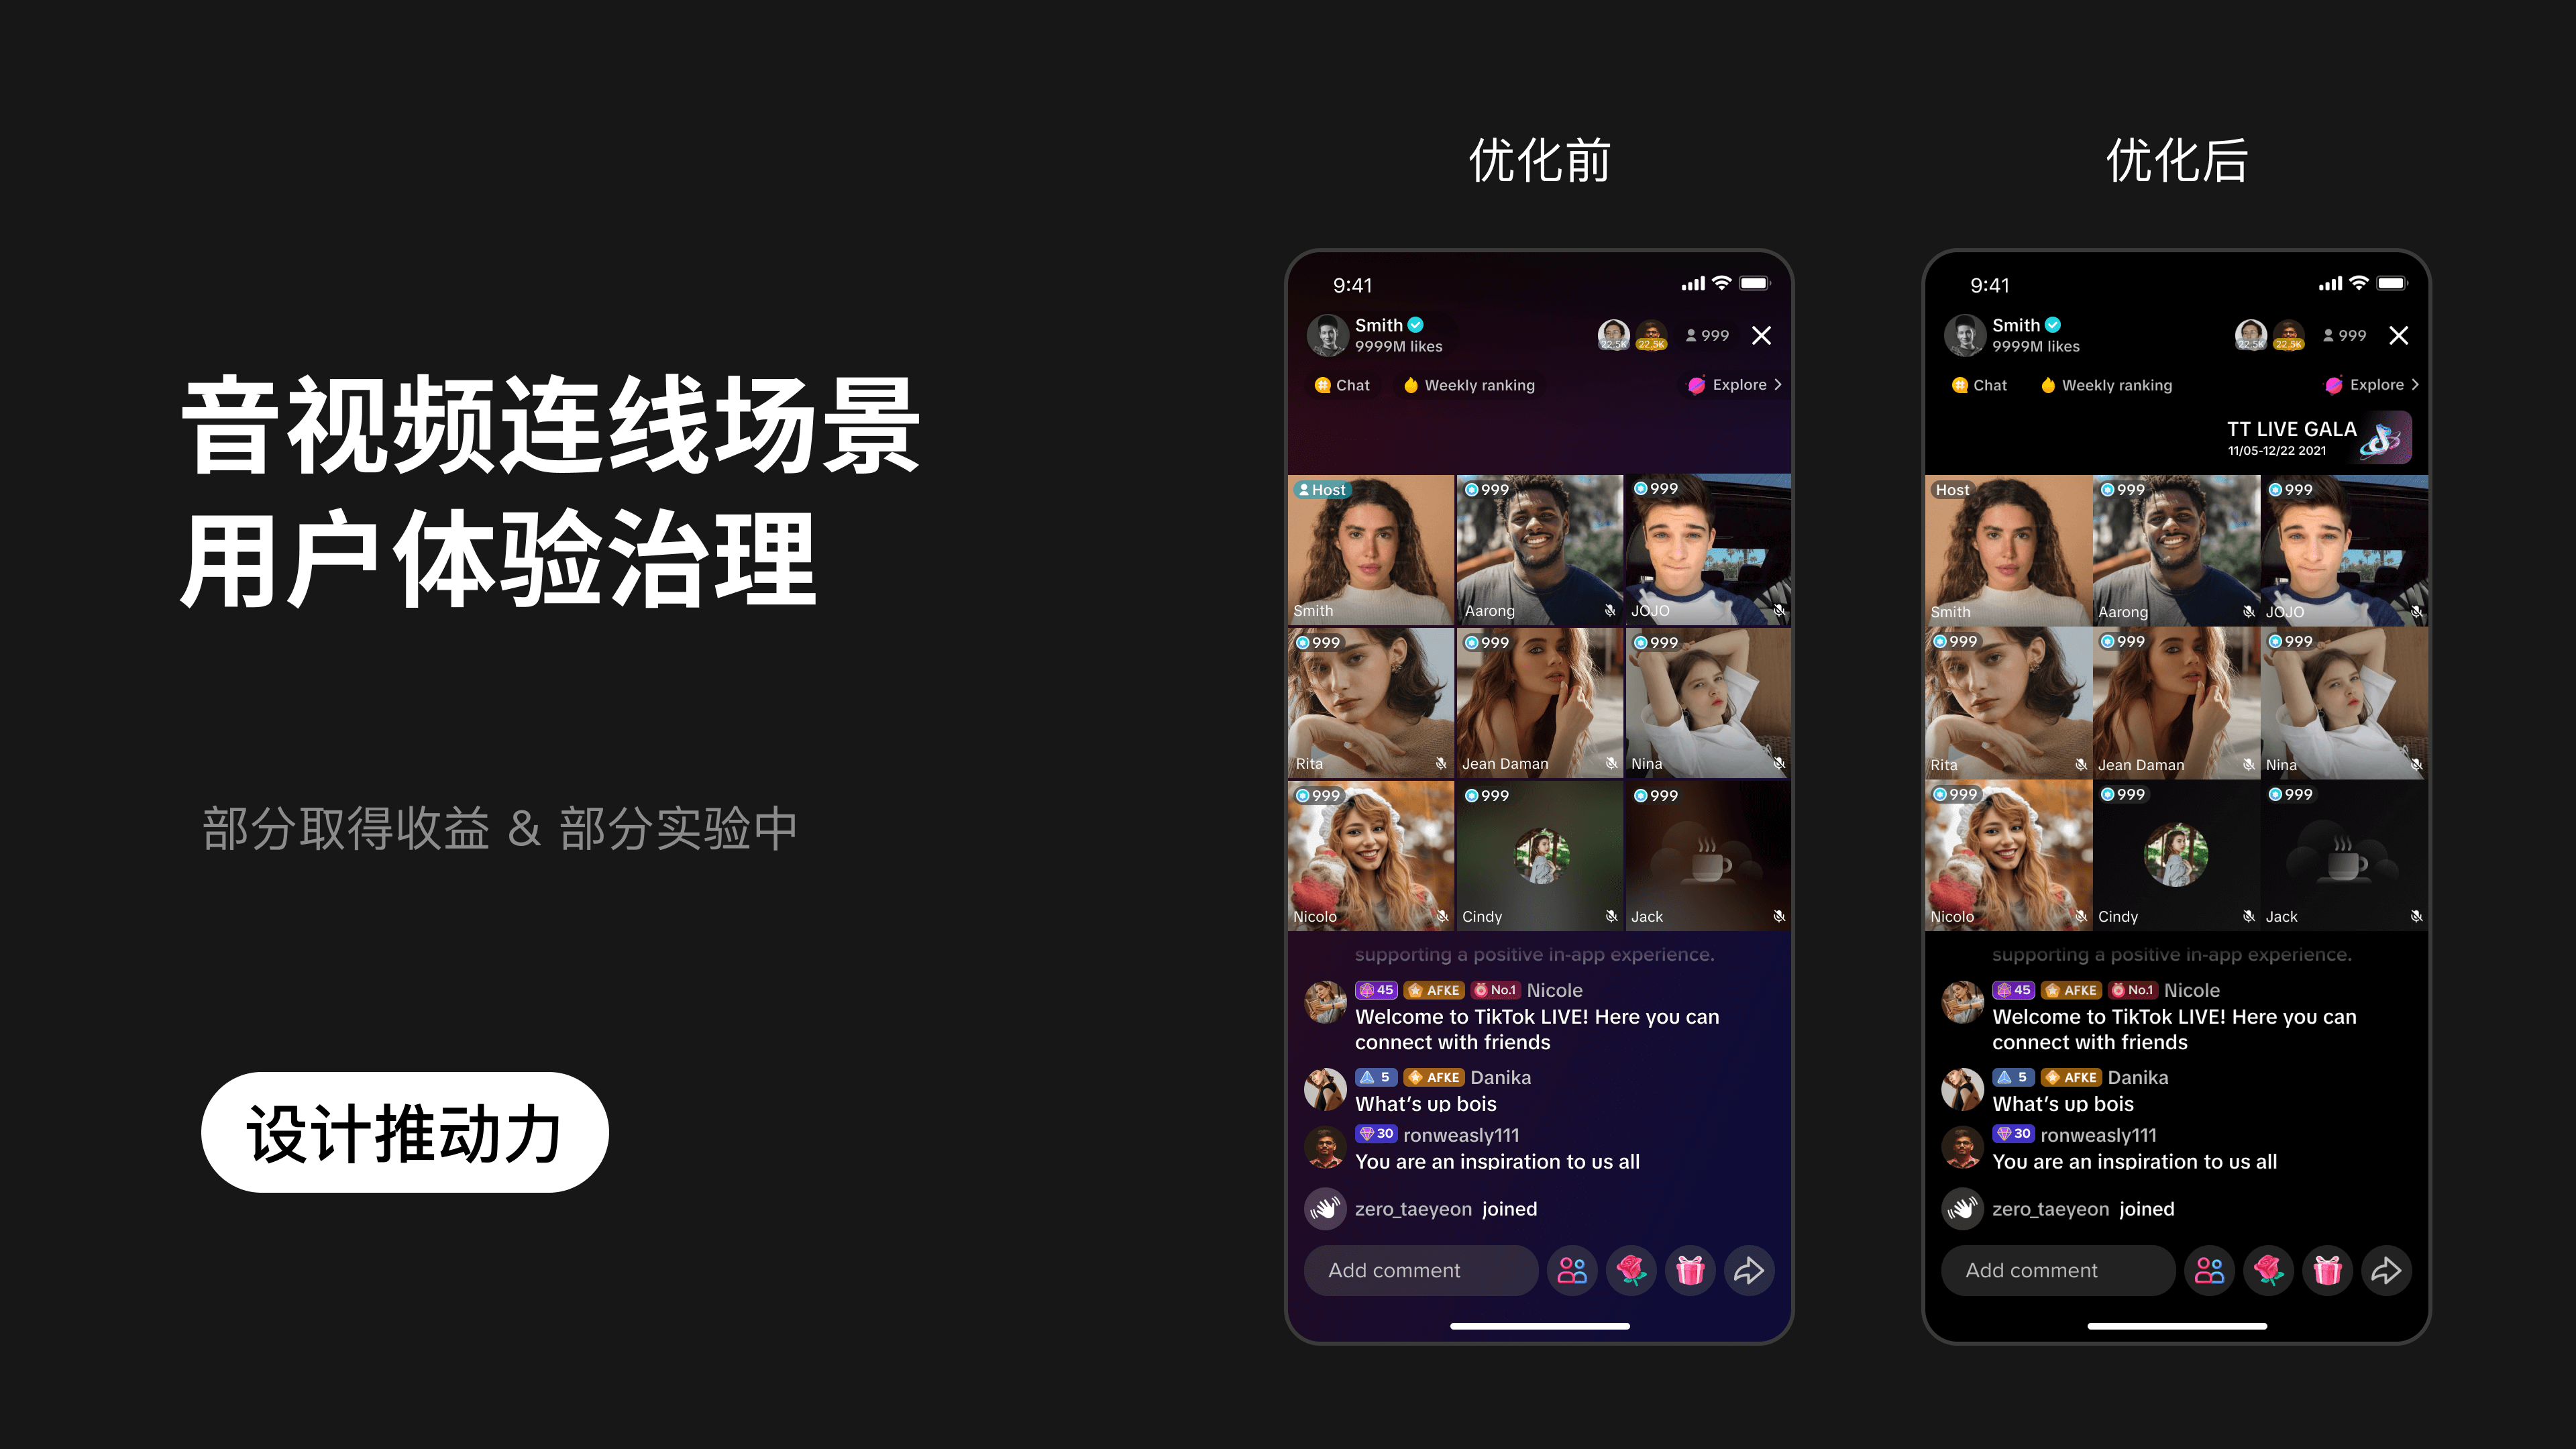 音视频连线场景
用户体验治理
部分取得收益 & 部分实验中
设计推动力
优化前
9:41
Smith
9999M likes
22.5K
22.5K
999
Chat
Weekly ranking
Explore
Host
999
999
Smith
Aarong
JOJO
999
999
999
Rita
Jean Daman
Nina
999
999
999
Nicolo
Cindy
Jack
supporting a positive in-app experience.
45 AFKE No.1 Nicole
Welcome to TikTok LIVE! Here you can
connect with friends
5 AFKE Danika
What's up bois
30 ronweasly111
You are an inspiration to us all
zero_taeyeon joined
Add comment
优化后
9:41
Smith
9999M likes
22.5K
22.5K
999
Chat
Weekly ranking
Explore
TT LIVE GALA
11/05-12/22 2021
Host
999
999
Smith
Aarong
JOJO
999
999
999
Rita
Jean Daman
Nina
999
999
999
Nicolo
Cindy
Jack
supporting a positive in-app experience.
45 AFKE No.1 Nicole
Welcome to TikTok LIVE! Here you can
connect with friends
5 AFKE Danika
What's up bois
30 ronweasly111
You are an inspiration to us all
zero_taeyeon joined
Add comment